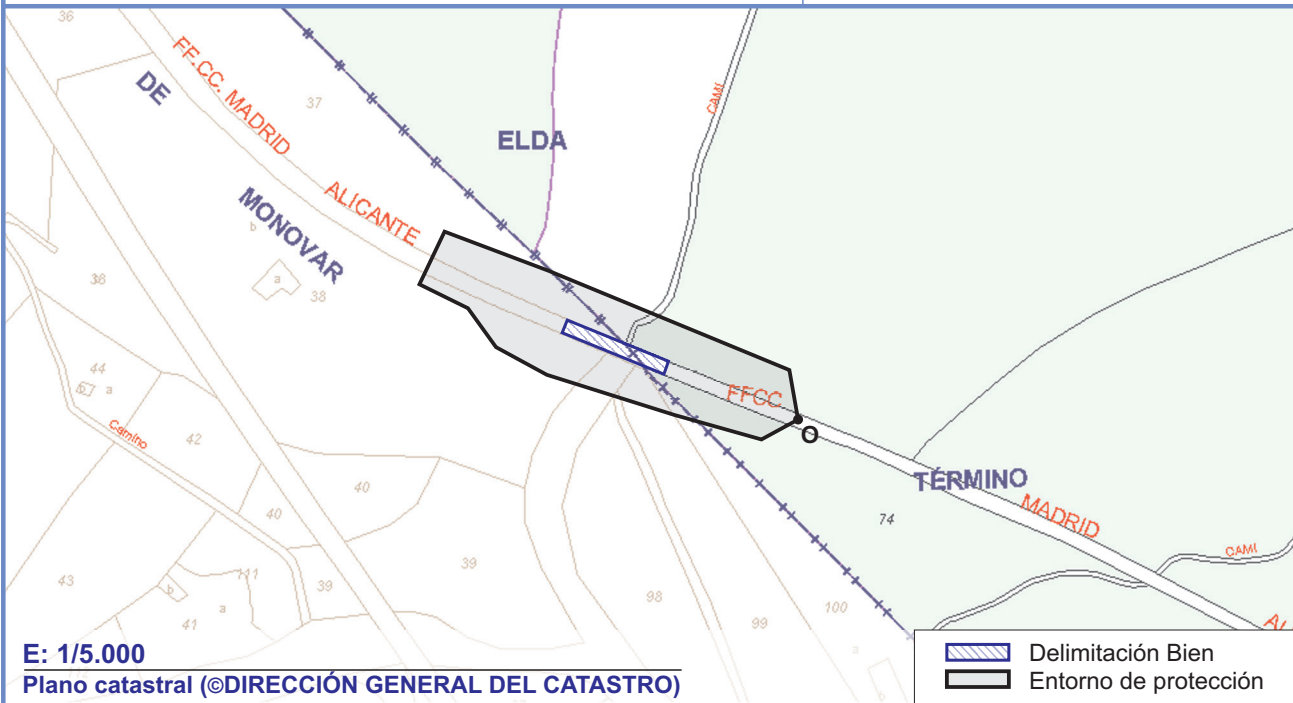 36
FF.CC. MADRID
DE
37
CAMI
ELDA
ALICANTE
MONOVAR
b
a
38
38
44
b a
FFCC
O
Camino
42
TÉRMINO
40
MADRID
74
40
CAMI
39
43
111
39
b
a
98
100
41
99
a
AL
E: 1/5.000
Plano catastral (©DIRECCIÓN GENERAL DEL CATASTRO)
b
Delimitación Bien
Entorno de protección